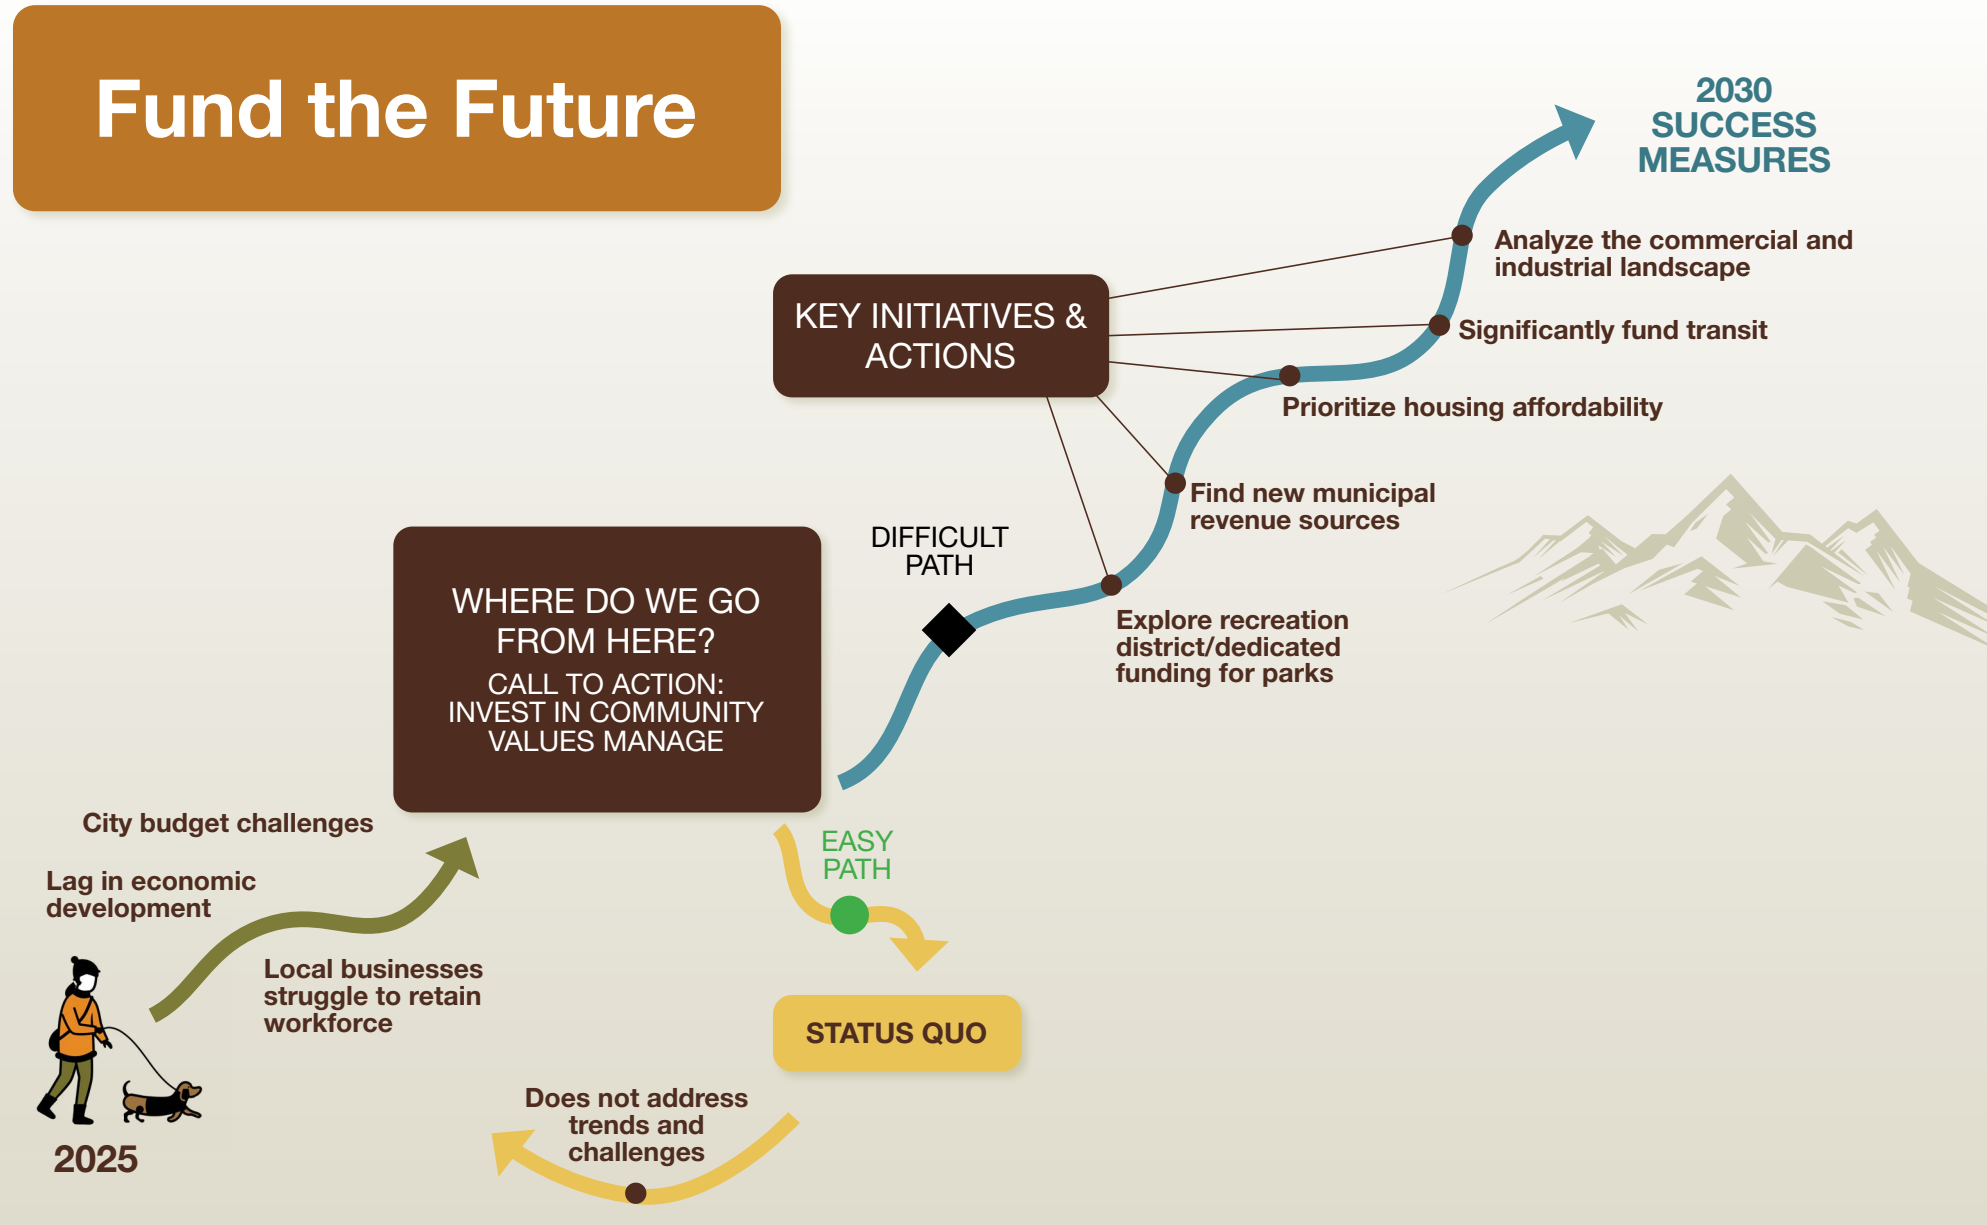 Fund the Future
2030
SUCCESS
MEASURES
Analyze the commercial and
industrial landscape
KEY INITIATIVES &
ACTIONS
Significantly fund transit
Prioritize housing affordability
Find new municipal
revenue sources
DIFFICULT
PATH
Explore recreation
district/dedicated
funding for parks
WHERE DO WE GO
FROM HERE?
CALL TO ACTION:
INVEST IN COMMUNITY
VALUES MANAGE
City budget challenges
Lag in economic
development
Local businesses
struggle to retain
workforce
2025
EASY
PATH
STATUS QUO
Does not address
trends and
challenges